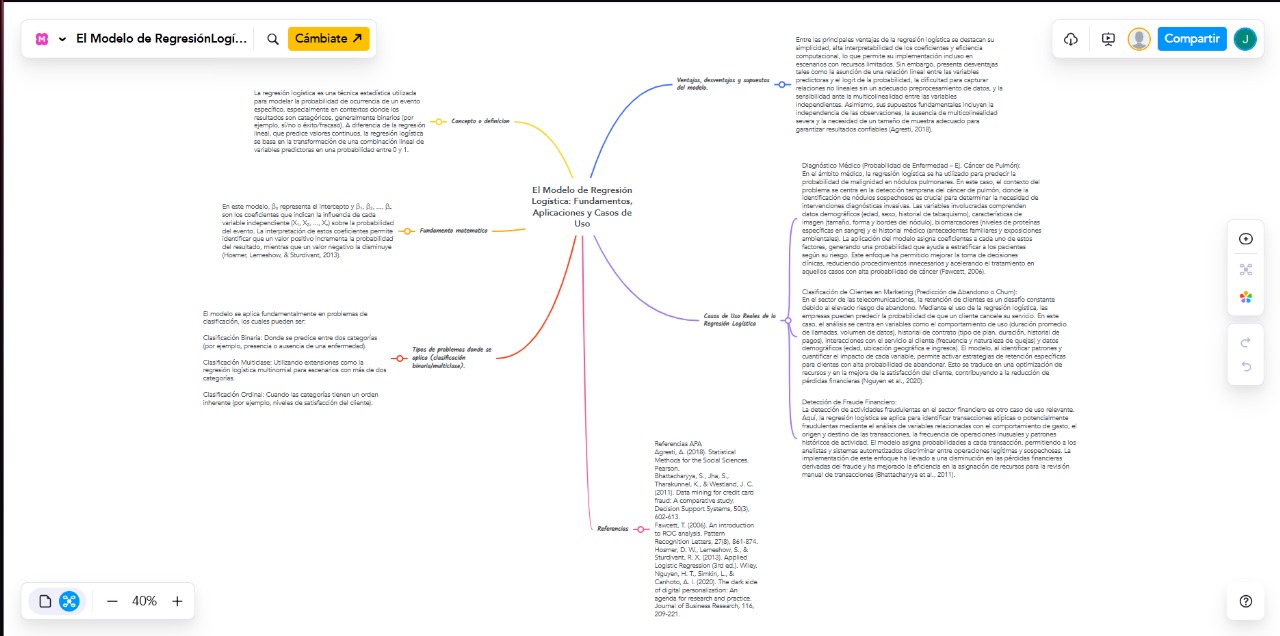 El Modelo de RegresiónLogí...
Cámbiate
Compartir
J
La regresión logística es una técnica estadística utilizada
para modelar la probabilidad de ocurrencia de un evento
específico, especialmente en contextos donde los
resultados son categóricos, generalmente binarios (por
ejemplo, sí/no o éxito/fracaso). A diferencia de la regresión
lineal, que predice valores continuos, la regresión logística
se basa en la transformación de una combinación lineal de
variables predictoras en una probabilidad entre 0 y 1.
Concepto o definicion
En este modelo, β₀ representa el intercepto y β₁, β₂, ..., βₙ
son los coeficientes que indican la influencia de cada
variable independiente (X₁, X₂, ..., Xₙ) sobre la probabilidad
del evento. La interpretación de estos coeficientes permite
identificar que un valor positivo incrementa la probabilidad
del resultado, mientras que un valor negativo la disminuye
(Hosmer, Lemeshow, & Sturdivant, 2013).
Fundamento matematico
El modelo se aplica fundamentalmente en problemas de
clasificación, los cuales pueden ser:
Clasificación Binaria: Donde se predice entre dos categorías
(por ejemplo, presencia o ausencia de una enfermedad).
Clasificación Multiclase: Utilizando extensiones como la
regresión logística multinomial para escenarios con más de dos
categorías.
Clasificación Ordinal: Cuando las categorías tienen un orden
inherente (por ejemplo, niveles de satisfacción del cliente).
Tipos de problemas donde se
aplica (clasificación
binaria/multiclase).
El Modelo de Regresión
Logística: Fundamentos,
Aplicaciones y Casos de
Uso
Ventajas, desventajas y supuestos
del modelo.
Entre las principales ventajas de la regresión logística se destacan su
simplicidad, alta interpretabilidad de los coeficientes y eficiencia
computacional, lo que permite su implementación incluso en
escenarios con recursos limitados. Sin embargo, presenta desventajas
tales como la asunción de una relación lineal entre las variables
predictoras y el logit de la probabilidad, la dificultad para capturar
relaciones no lineales sin un adecuado preprocesamiento de datos, y la
sensibilidad ante la multicolinealidad entre las variables
independientes. Asimismo, sus supuestos fundamentales incluyen la
independencia de las observaciones, la ausencia de multicolinealidad
severa y la necesidad de un tamaño de muestra adecuado para
garantizar resultados confiables (Agresti, 2018).
Casos de Uso Reales de la
Regresión Logística
Diagnóstico Médico (Probabilidad de Enfermedad – Ej. Cáncer de Pulmón):
En el ámbito médico, la regresión logística se ha utilizado para predecir la
probabilidad de malignidad en nódulos pulmonares. En este caso, el contexto del
problema se centra en la detección temprana del cáncer de pulmón, donde la
identificación de nódulos sospechosos es crucial para determinar la necesidad de
intervenciones diagnósticas invasivas. Las variables involucradas comprenden
datos demográficos (edad, sexo, historial de tabaquismo), características de
imagen (tamaño, forma y bordes del nódulo), biomarcadores (niveles de proteínas
específicas en sangre) y el historial médico (antecedentes familiares y exposiciones
ambientales). La aplicación del modelo asigna coeficientes a cada uno de estos
factores, generando una probabilidad que ayuda a estratificar a los pacientes
según su riesgo. Este enfoque ha permitido mejorar la toma de decisiones
clínicas, reduciendo procedimientos innecesarios y acelerando el tratamiento en
aquellos casos con alta probabilidad de cáncer (Fawcett, 2006).
Clasificación de Clientes en Marketing (Predicción de Abandono o Churn):
En el sector de las telecomunicaciones, la retención de clientes es un desafío constante
debido al elevado riesgo de abandono. Mediante el uso de la regresión logística, las
empresas pueden predecir la probabilidad de que un cliente cancele su servicio. En este
caso, el análisis se centra en variables como el comportamiento de uso (duración promedio
de llamadas, volumen de datos), historial de contrato (tipo de plan, duración, historial de
pagos), interacciones con el servicio al cliente (frecuencia y naturaleza de quejas) y datos
demográficos (edad, ubicación geográfica e ingresos). El modelo, al identificar patrones y
cuantificar el impacto de cada variable, permite activar estrategias de retención específicas
para clientes con alta probabilidad de abandono. Esto se traduce en una optimización de
recursos y en la mejora de la satisfacción del cliente, contribuyendo a la reducción de
pérdidas financieras (Nguyen et al., 2020).
Detección de Fraude Financiero:
La detección de actividades fraudulentas en el sector financiero es otro caso de uso relevante.
Aquí, la regresión logística se aplica para identificar transacciones atípicas o potencialmente
fraudulentas mediante el análisis de variables relacionadas con el comportamiento de gasto, el
origen y destino de las transacciones, la frecuencia de operaciones inusuales y patrones
históricos de actividad. El modelo asigna probabilidades a cada transacción, permitiendo a los
analistas y sistemas automatizados discriminar entre operaciones legítimas y sospechosas. La
implementación de este enfoque ha llevado a una disminución en las pérdidas financieras
derivadas del fraude y ha mejorado la eficiencia en la asignación de recursos para la revisión
manual de transacciones (Bhattacharyya et al., 2011).
Referencias
Referencias APA
Agresti, A. (2018). Statistical
Methods for the Social Sciences.
Pearson.
Bhattacharyya, S., Jha, S.,
Tharakunnel, K., & Westland, J. C.
(2011). Data mining for credit card
fraud: A comparative study.
Decision Support Systems, 50(3),
602-613.
Fawcett, T. (2006). An introduction
to ROC analysis. Pattern
Recognition Letters, 27(8), 861-874.
Hosmer, D. W., Lemeshow, S., &
Sturdivant, R. X. (2013). Applied
Logistic Regression (3rd ed.). Wiley.
Nguyen, H. T., Simkin, L., &
Canhoto, A. I. (2020). The dark side
of digital personalization: An
agenda for research and practice.
Journal of Business Research, 116,
209-221.
40%